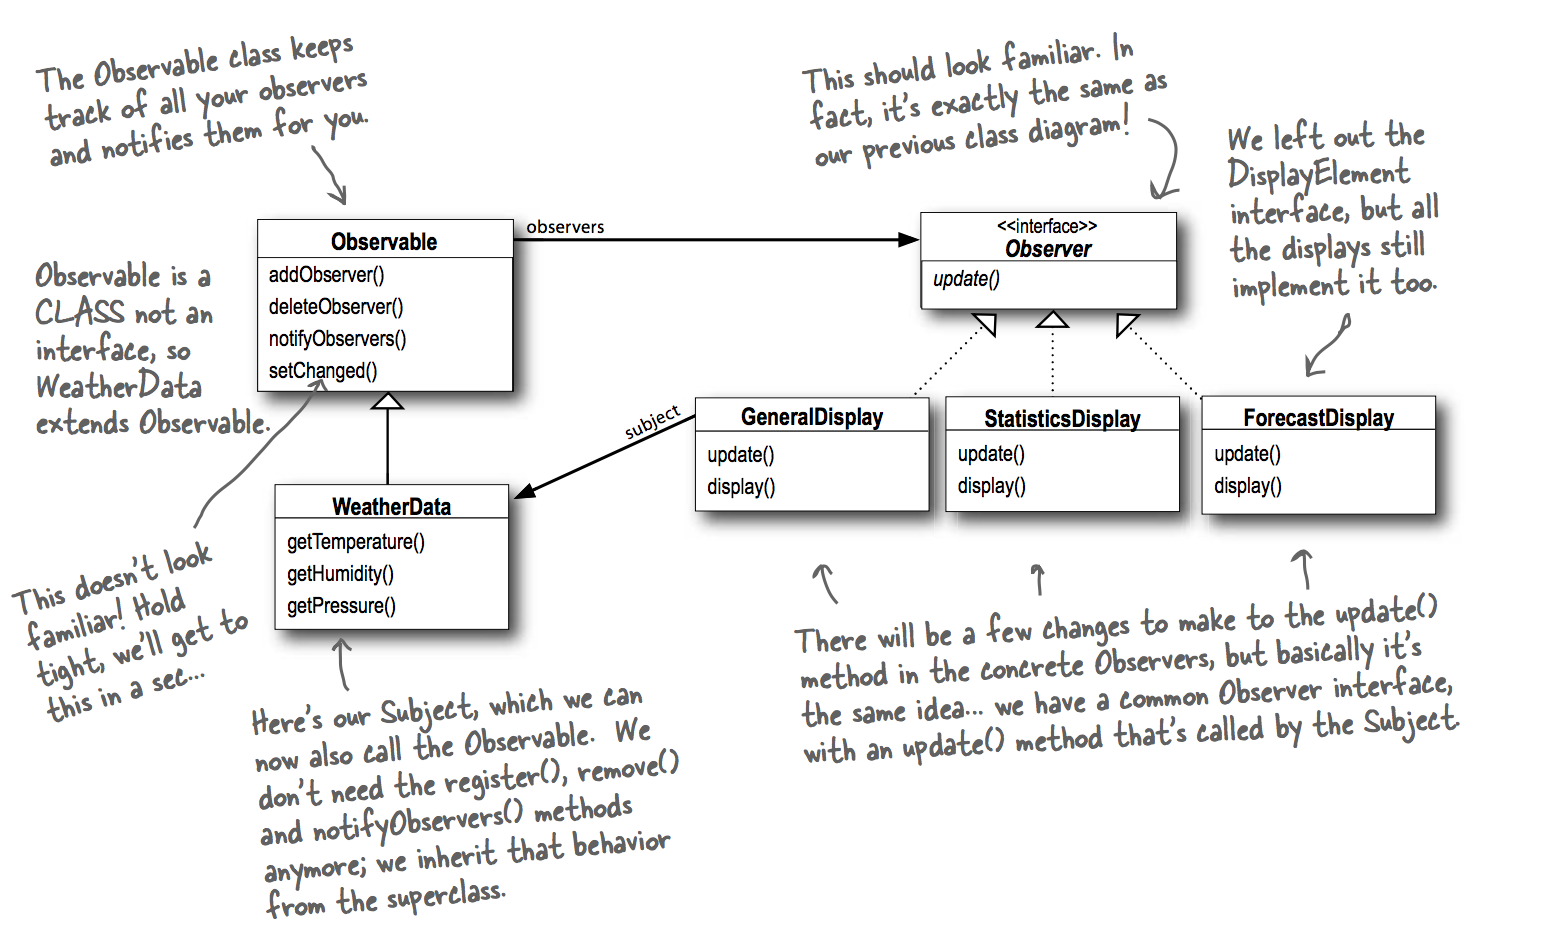 The Observable class keeps
track of all your observers
and notifies them for you.
This should look familiar. In
fact, it's exactly the same as
our previous class diagram!
We left out the
DisplayElement
interface, but all
the displays still
implement it too.
Observable is a
CLASS not an
interface, so
WeatherData
extends Observable.
Observable
addObserver()
deleteObserver()
notifyObservers()
setChanged()
observers
<<interface>>
Observer
update()
subject
GeneralDisplay
update()
display()
StatisticsDisplay
update()
display()
ForecastDisplay
update()
display()
WeatherData
getTemperature()
getHumidity()
getPressure()
This doesn't look
familiar! Hold
tight, we'll get to
this in a sec...
Here's our Subject, which we can
now also call the Observable. We
don't need the register(), remove()
and notifyObservers() methods
anymore; we inherit that behavior
from the superclass.
There will be a few changes to make to the update()
method in the concrete Observers, but basically it's
the same idea... we have a common Observer interface,
with an update() method that's called by the Subject.